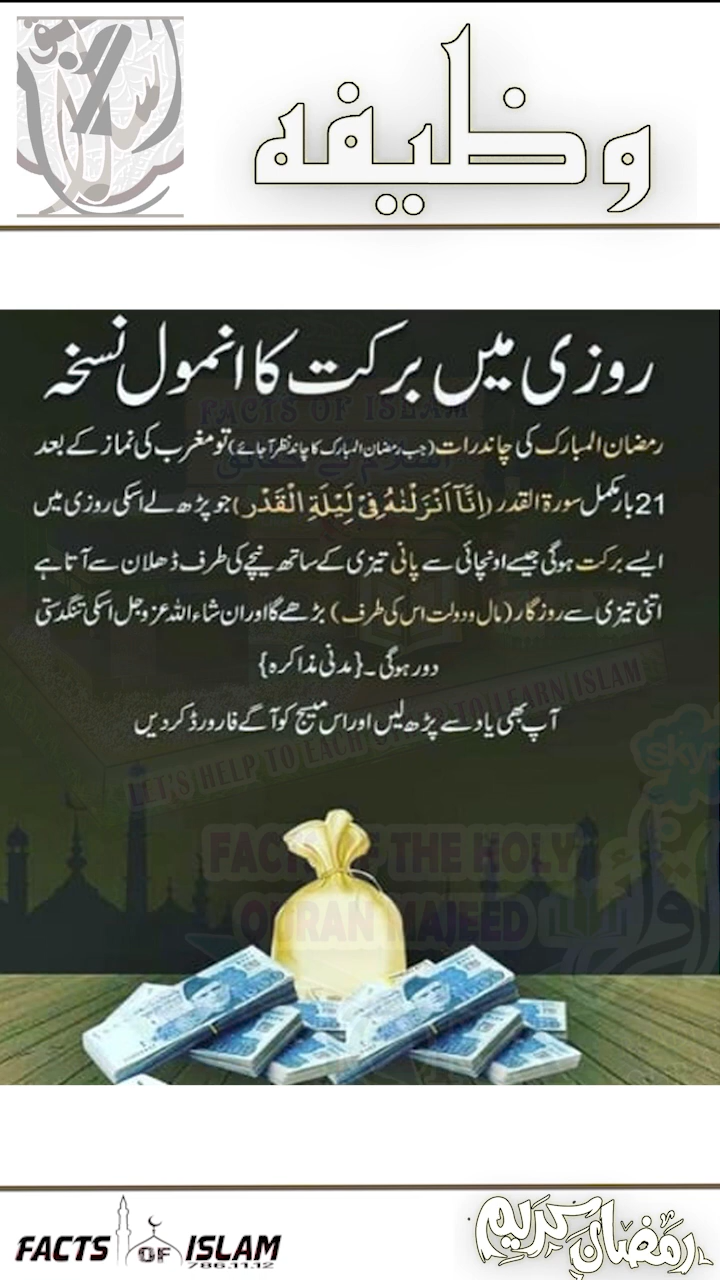 وظیفہ
روزی میں برکت کا انمول نسخہ
رمضان المبارک کی چاند رات (جب رمضان المبارک کا چاند نظر آجائے) تو مغرب کی نماز کے بعد
21 بار مکمل سورۃ القدر (اِنَّاۤ اَنْزَلْنٰهُ فِیْ لَیْلَةِ الْقَدْرِ) جو پڑھ لے اسکی روزی میں
ایسے برکت ہوگی جیسے اونچائی سے پانی تیزی کے ساتھ نیچے کی طرف ڈھلان سے آتا ہے
اتنی تیزی سے روزگار (مال و دولت اس کی طرف) بڑھے گا اور ان شاء اللہ عزوجل اسکی تنگدستی
دور ہوگی ۔{مدنی مذاکرہ}
آپ بھی یاد سے پڑھ لیں اور اس میسج کو آگے فارورڈ کر دیں
FACTS OF ISLAM
LET'S HELP TO EACH OTHER TO LEARN ISLAM
FACTS OF THE HOLY
QURAN MAJEED
sky
FACTS OF ISLAM
786.11.12
رمضان کریم